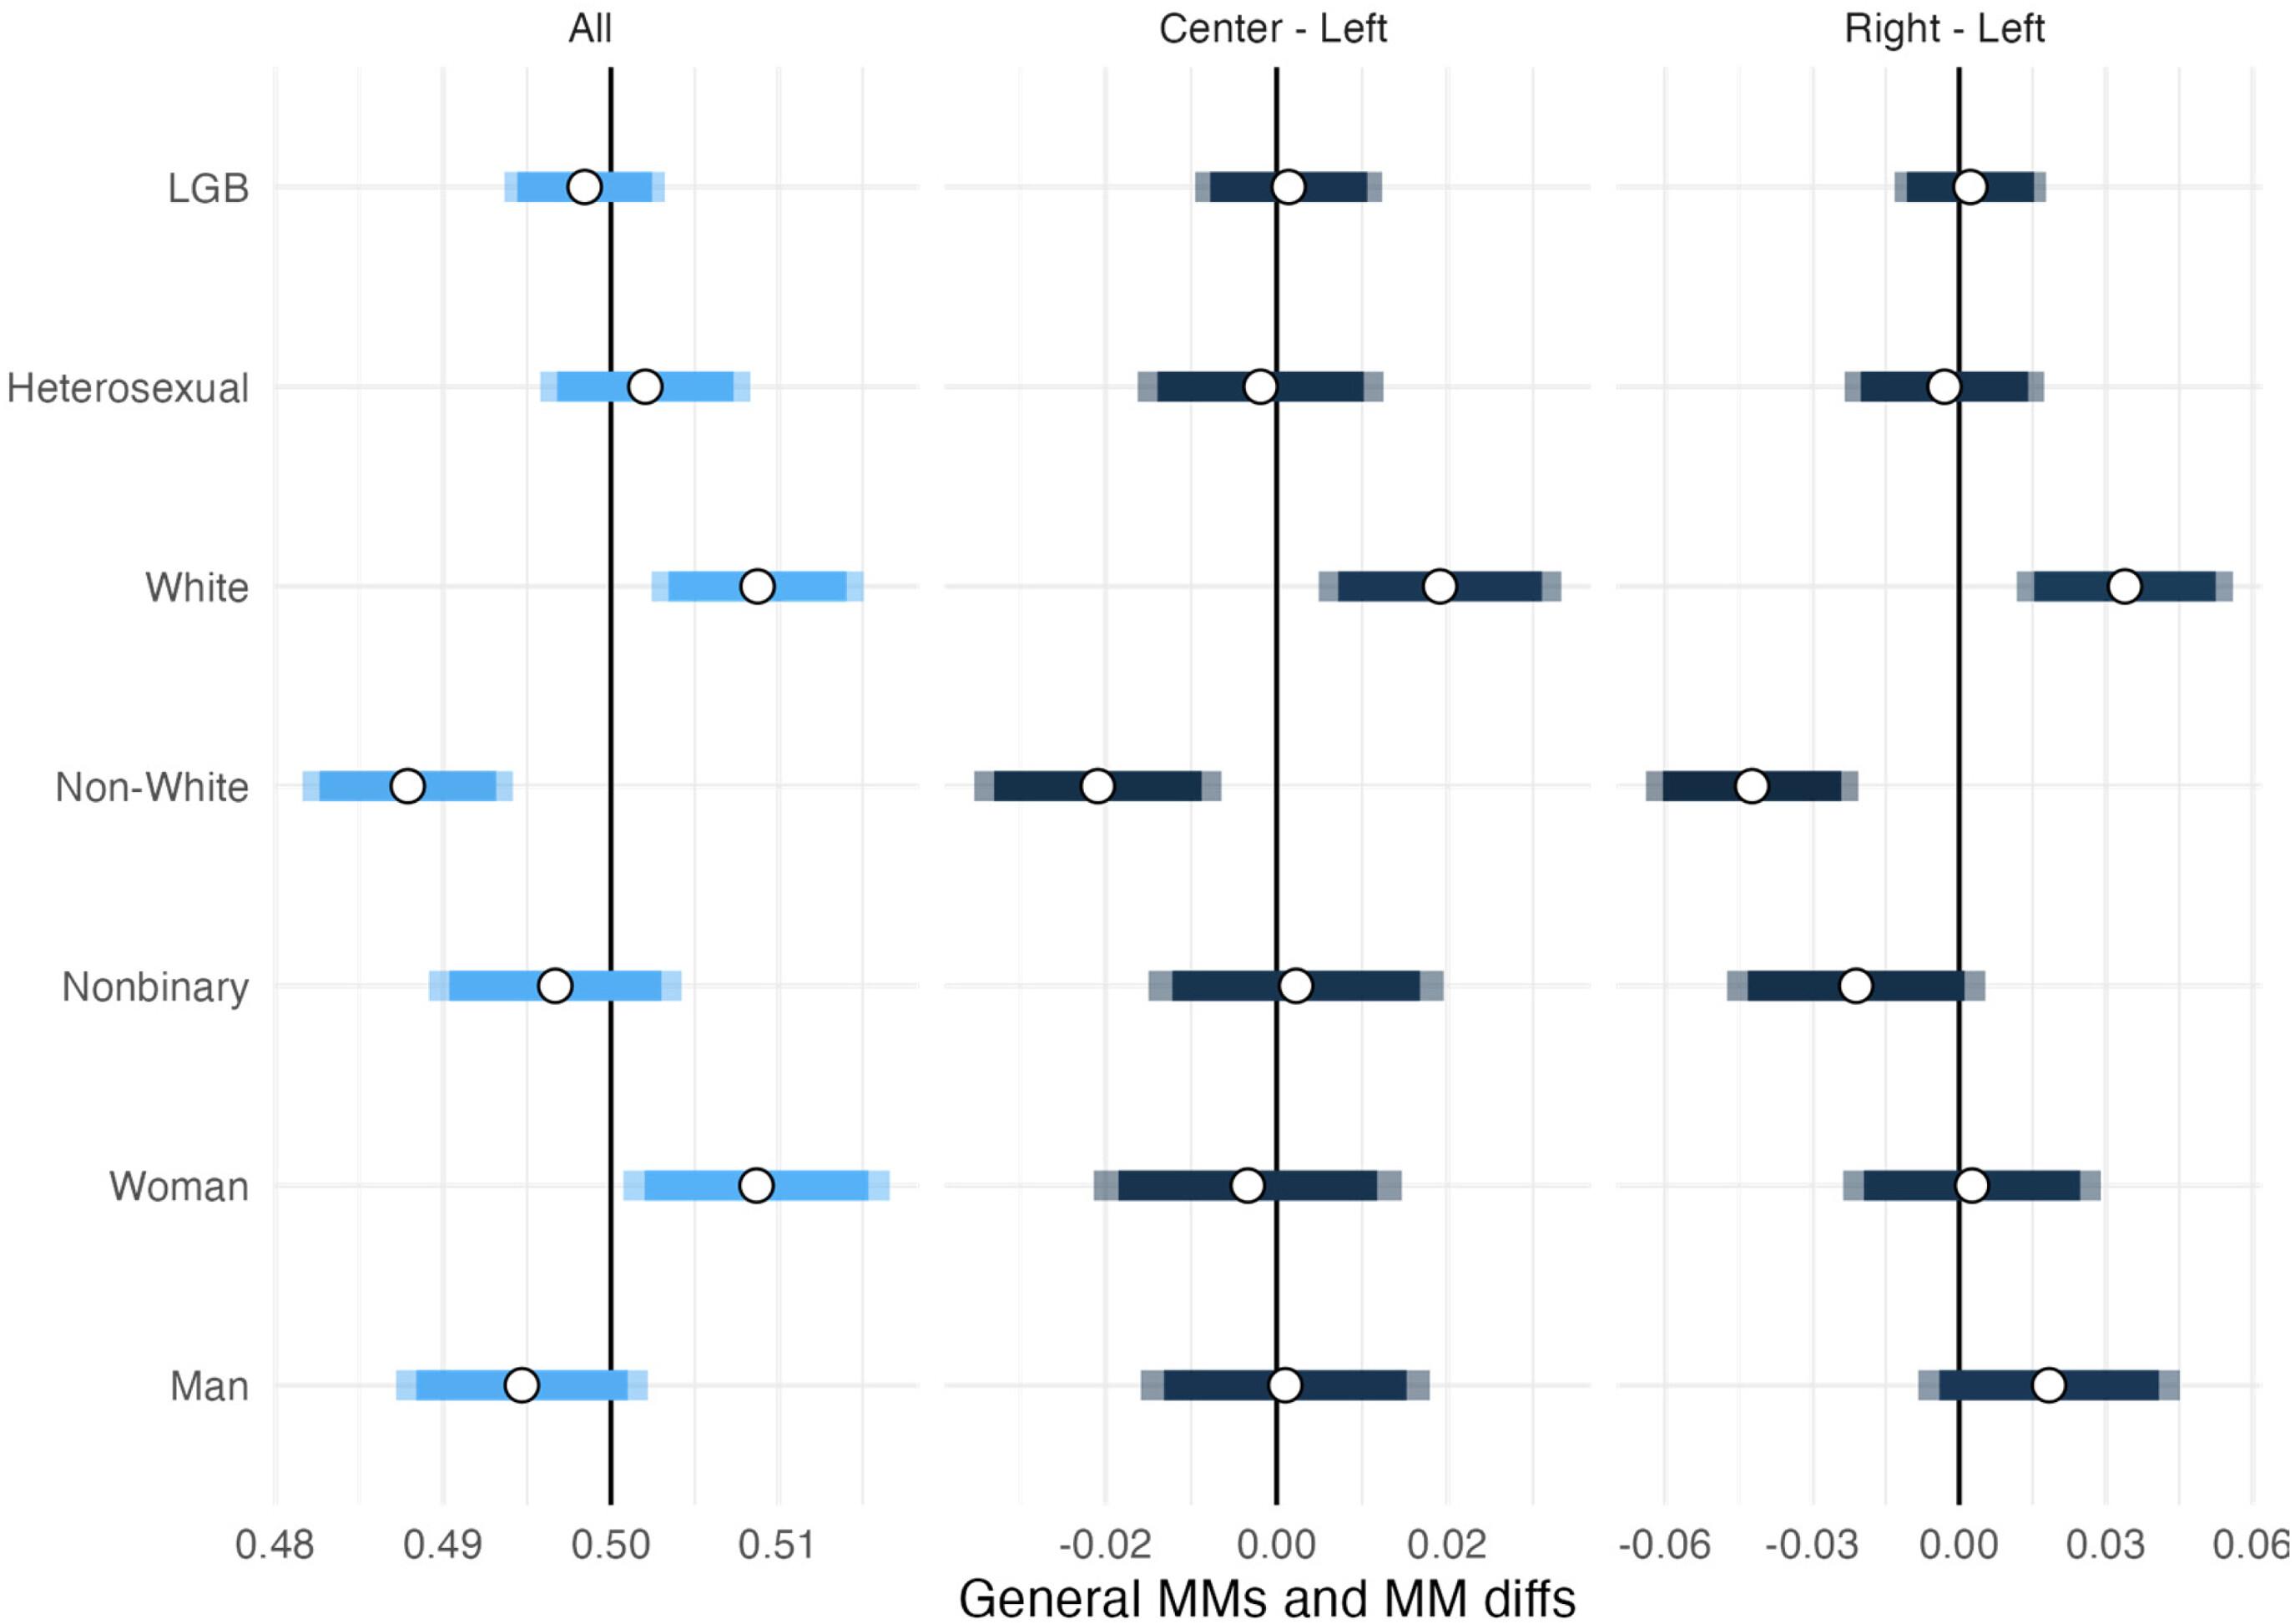 All Center - Left Right - Left
LGB
Heterosexual
White
Non-White
Nonbinary
Woman
Man
0.48 0.49 0.50 0.51 -0.02 0.00 0.02 -0.06 -0.03 0.00 0.03 0.06
General MMs and MM diffs